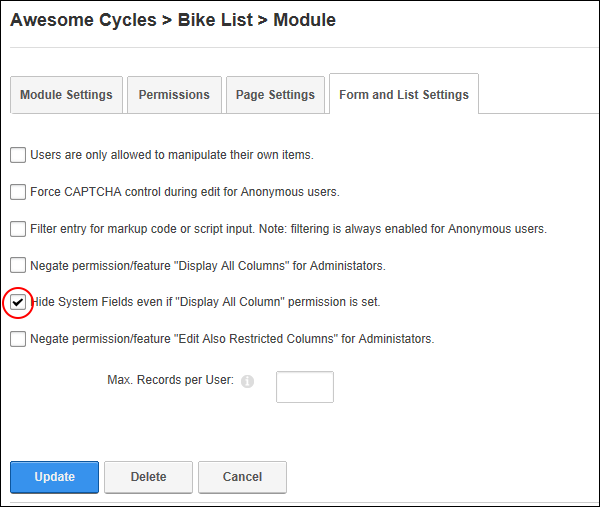 Awesome Cycles > Bike List > Module
Module Settings
Permissions
Page Settings
Form and List Settings
Users are only allowed to manipulate their own items.
Force CAPTCHA control during edit for Anonymous users.
Filter entry for markup code or script input. Note: filtering is always enabled for Anonymous users.
Negate permission/feature "Display All Columns" for Administators.
Hide System Fields even if "Display All Column" permission is set.
Negate permission/feature "Edit Also Restricted Columns" for Administators.
Max. Records per User:
Update
Delete
Cancel